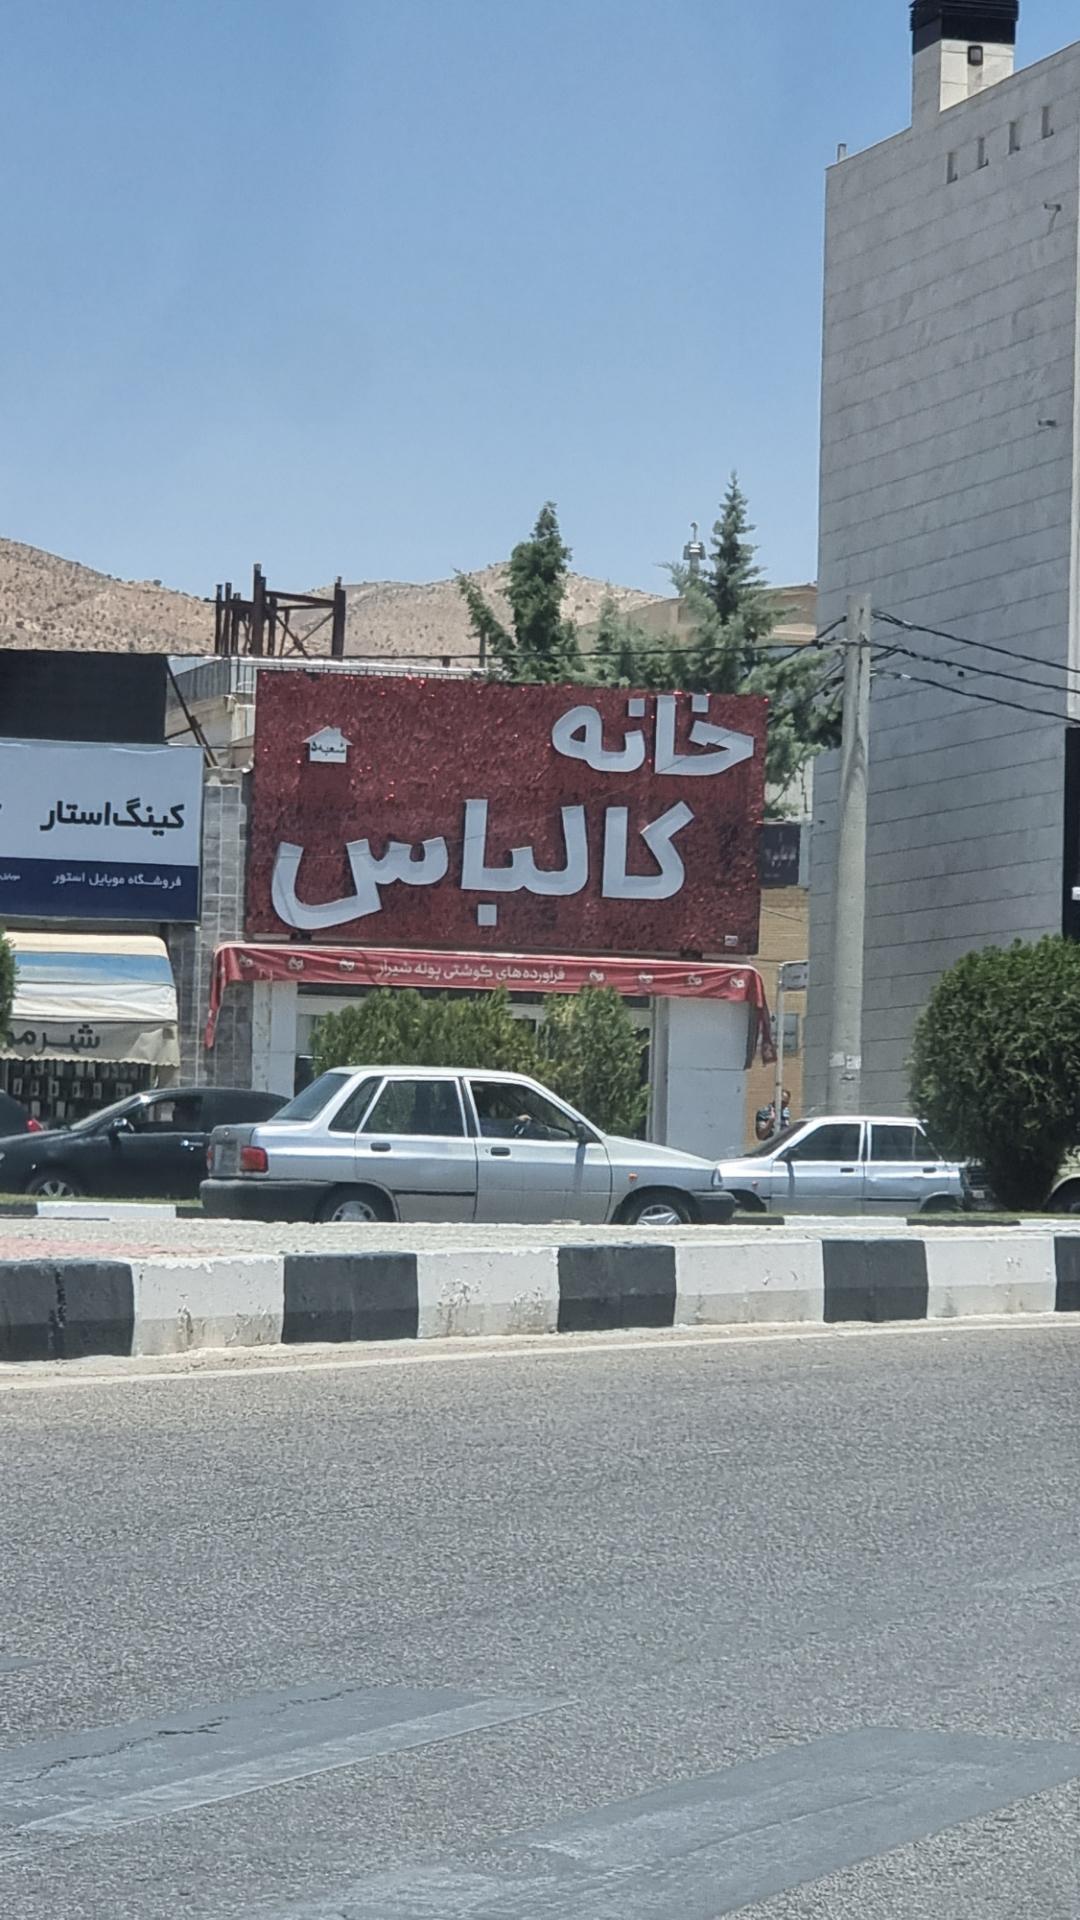 خانه
کالباس
شعبه ۵
فرآورده‌های گوشتی پونه شیراز
کینگ‌استار
فروشگاه موبایل استور